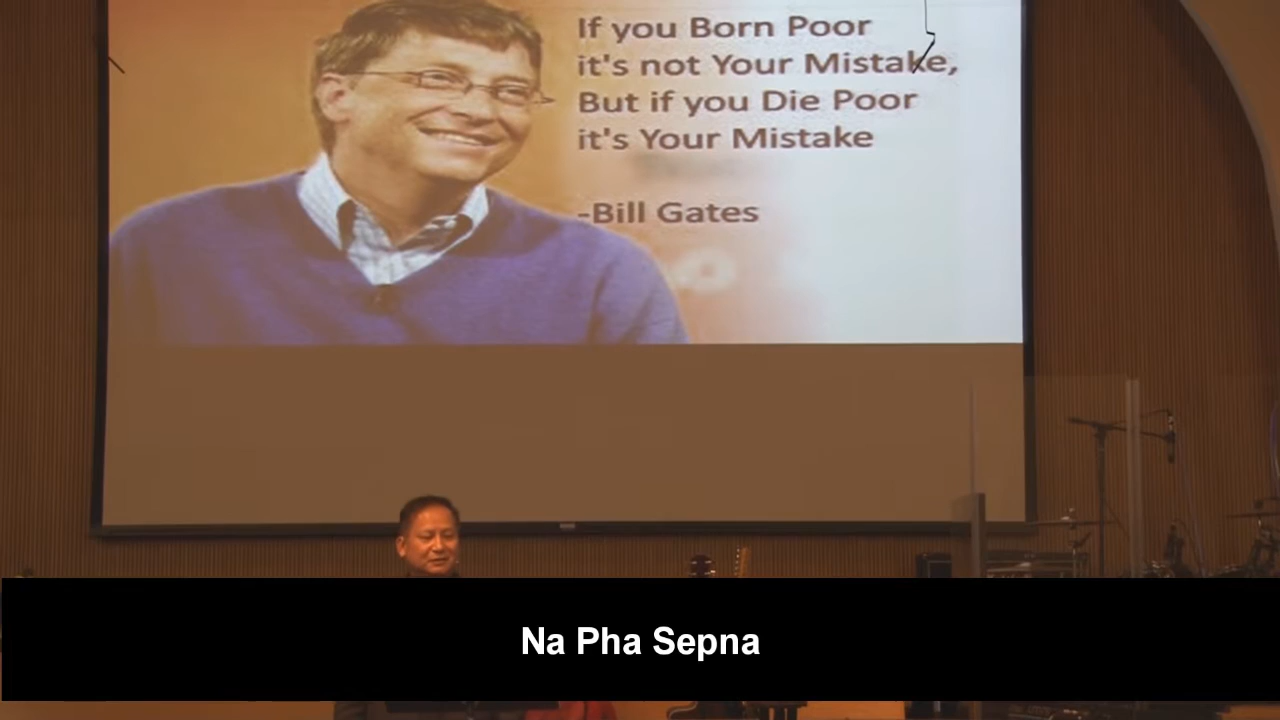 If you Born Poor
it's not Your Mistake,
But if you Die Poor
it's Your Mistake
-Bill Gates
Na Pha Sepna